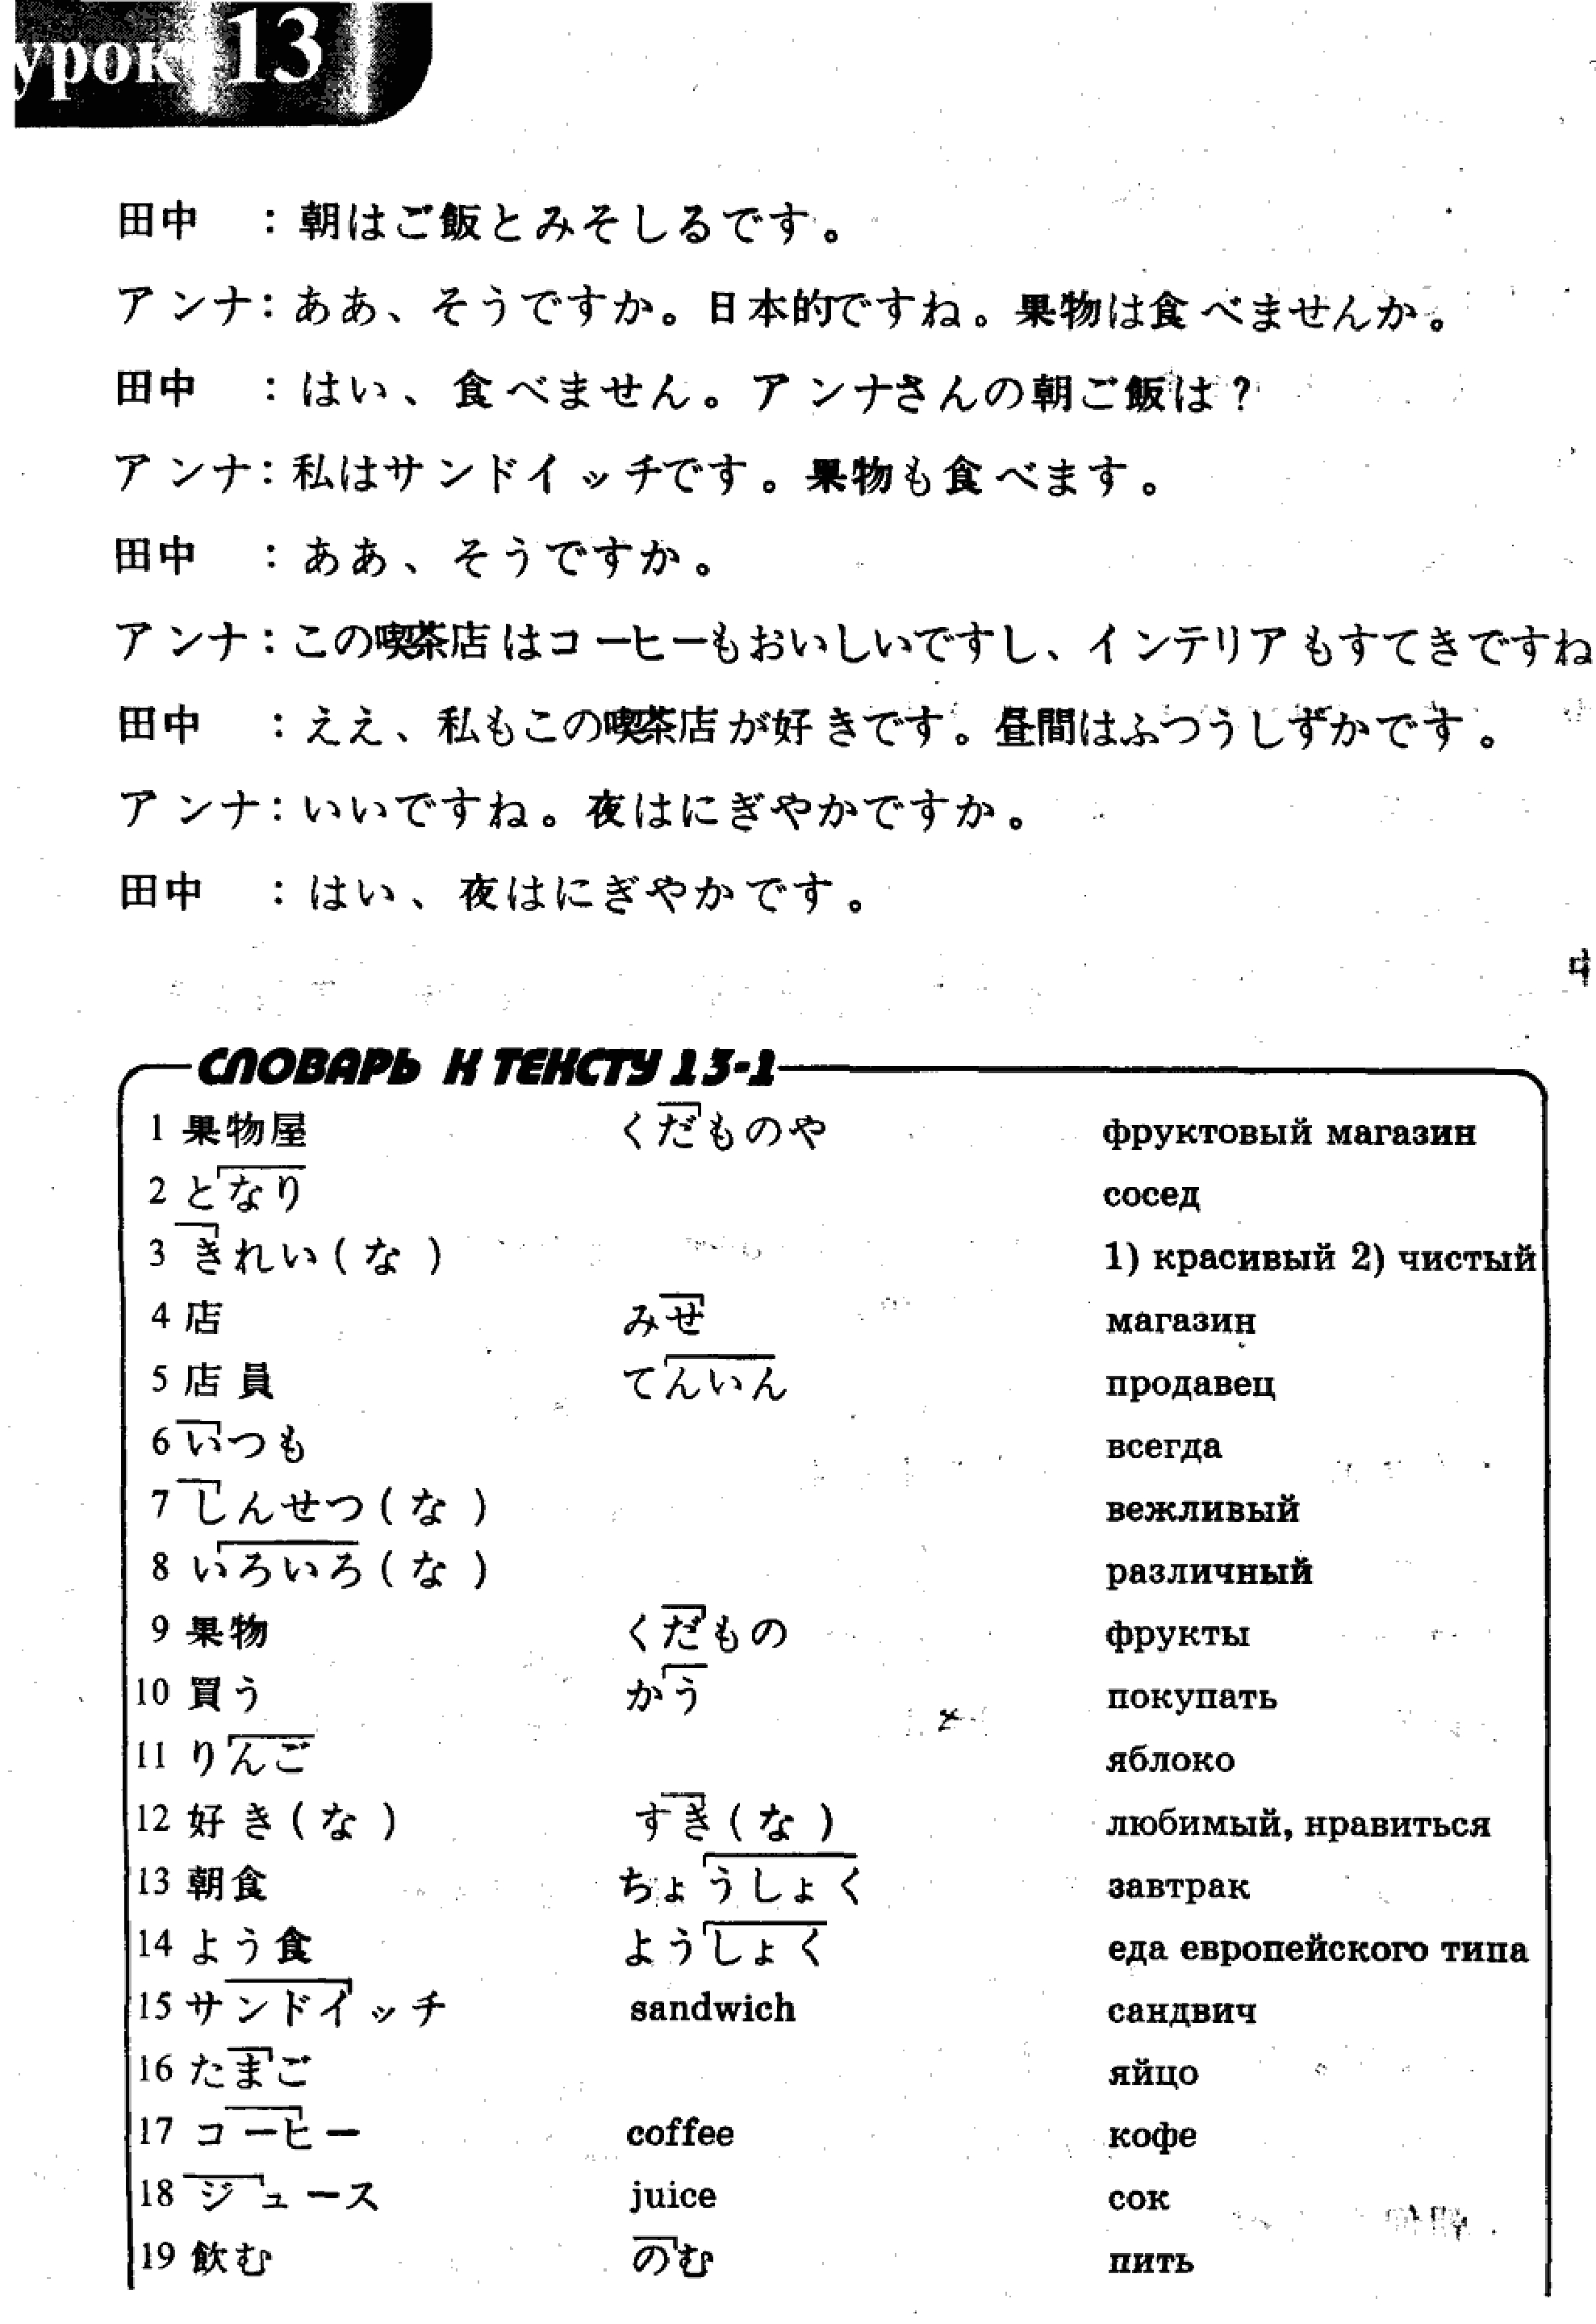 урок 13
田中 : 朝はご飯とみそしるです。
アンナ: ああ、そうですか。日本的ですね。果物は食べませんか。
田中 : はい、食べません。アンナさんの朝ご飯は?
アンナ: 私はサンドイッチです。果物も食べます。
田中 : ああ、そうですか。
アンナ: この喫茶店はコーヒーもおいしいですし、インテリアもすてきですね
田中 : ええ、私もこの喫茶店が好きです。昼間はふつうしずかです。
アンナ: いいですね。夜はにぎやかですか。
田中 : はい、夜はにぎやかです。
СЛОВАРЬ К ТЕКСТУ 13-1
1 果物屋 くだものや фруктовый магазин
2 となり сосед
3 きれい(な) 1) красивый 2) чистый
4 店 みせ магазин
5 店員 てんいん продавец
6 いつも всегда
7 しんせつ(な) вежливый
8 いろいろ(な) различный
9 果物 くだもの фрукты
10 買う かう покупать
11 りんご яблоко
12 好き(な) すき(な) любимый, нравиться
13 朝食 ちょうしょく завтрак
14 よう食 ようしょく еда европейского типа
15 サンドイッチ sandwich сандвич
16 たまご яйцо
17 コーヒー coffee кофе
18 ジュース juice сок
19 飲む のむ пить